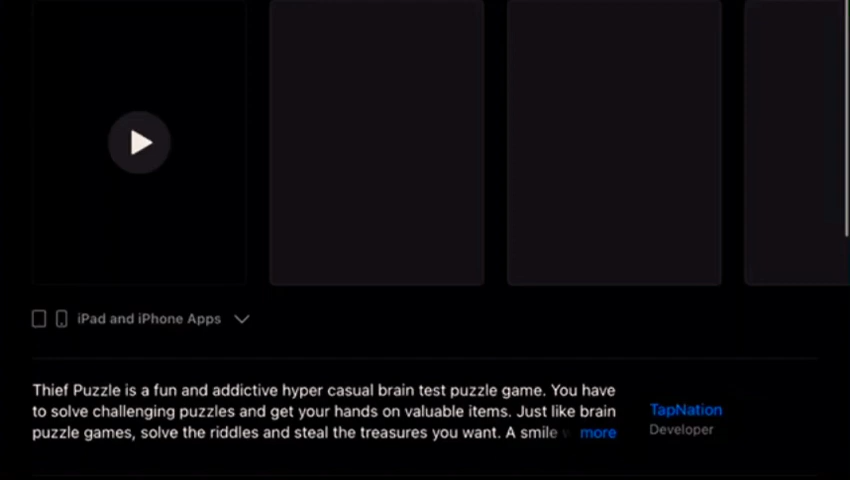 iPad and iPhone Apps
Thief Puzzle is a fun and addictive hyper casual brain test puzzle game. You have
to solve challenging puzzles and get your hands on valuable items. Just like brain
puzzle games, solve the riddles and steal the treasures you want. A smile more
TapNation
Developer